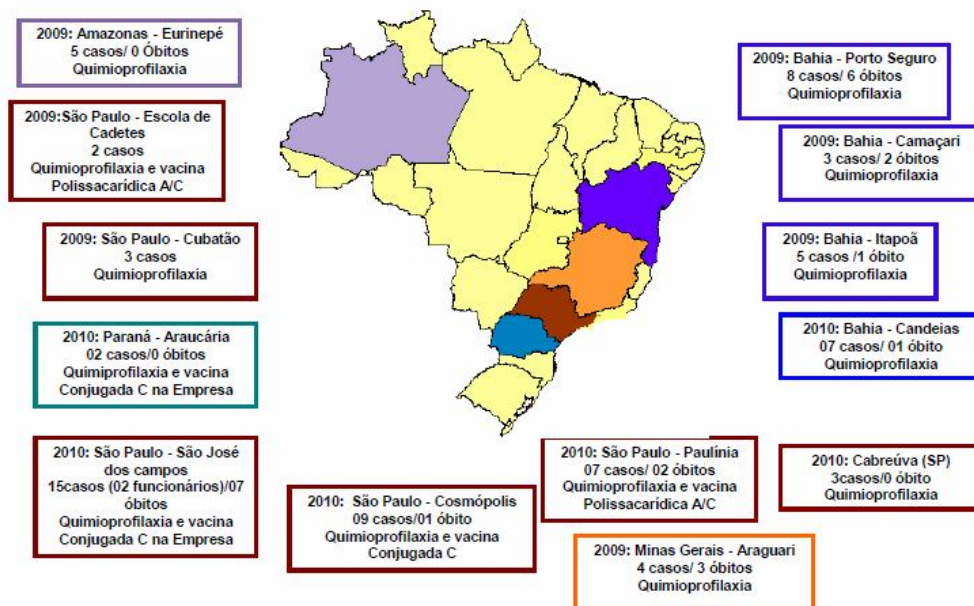 2009: Amazonas - Eurinepé
5 casos/ 0 Óbitos
Quimioprofilaxia
2009:São Paulo - Escola de
Cadetes
2 casos
Quimioprofilaxia e vacina
Polissacarídica A/C
2009: São Paulo - Cubatão
3 casos
Quimioprofilaxia
2010: Paraná - Araucária
02 casos/0 óbitos
Quimiprofilaxia e vacina
Conjugada C na Empresa
2010: São Paulo - São José
dos campos
15casos (02 funcionários)/07
óbitos
Quimioprofilaxia e vacina
Conjugada C na Empresa
2010: São Paulo - Cosmópolis
09 casos/01 óbito
Quimioprofilaxia e vacina
Conjugada C
2010: São Paulo - Paulínia
07 casos/ 02 óbitos
Quimioprofilaxia e vacina
Polissacarídica A/C
2009: Minas Gerais - Araguari
4 casos/ 3 óbitos
Quimioprofilaxia
2009: Bahia - Porto Seguro
8 casos/ 6 óbitos
Quimioprofilaxia
2009: Bahia - Camaçari
3 casos/ 2 óbitos
Quimioprofilaxia
2009: Bahia - Itapoã
5 casos /1 óbito
Quimioprofilaxia
2010: Bahia - Candeias
07 casos/ 01 óbito
Quimioprofilaxia
2010: Cabreúva (SP)
3casos/0 óbito
Quimioprofilaxia